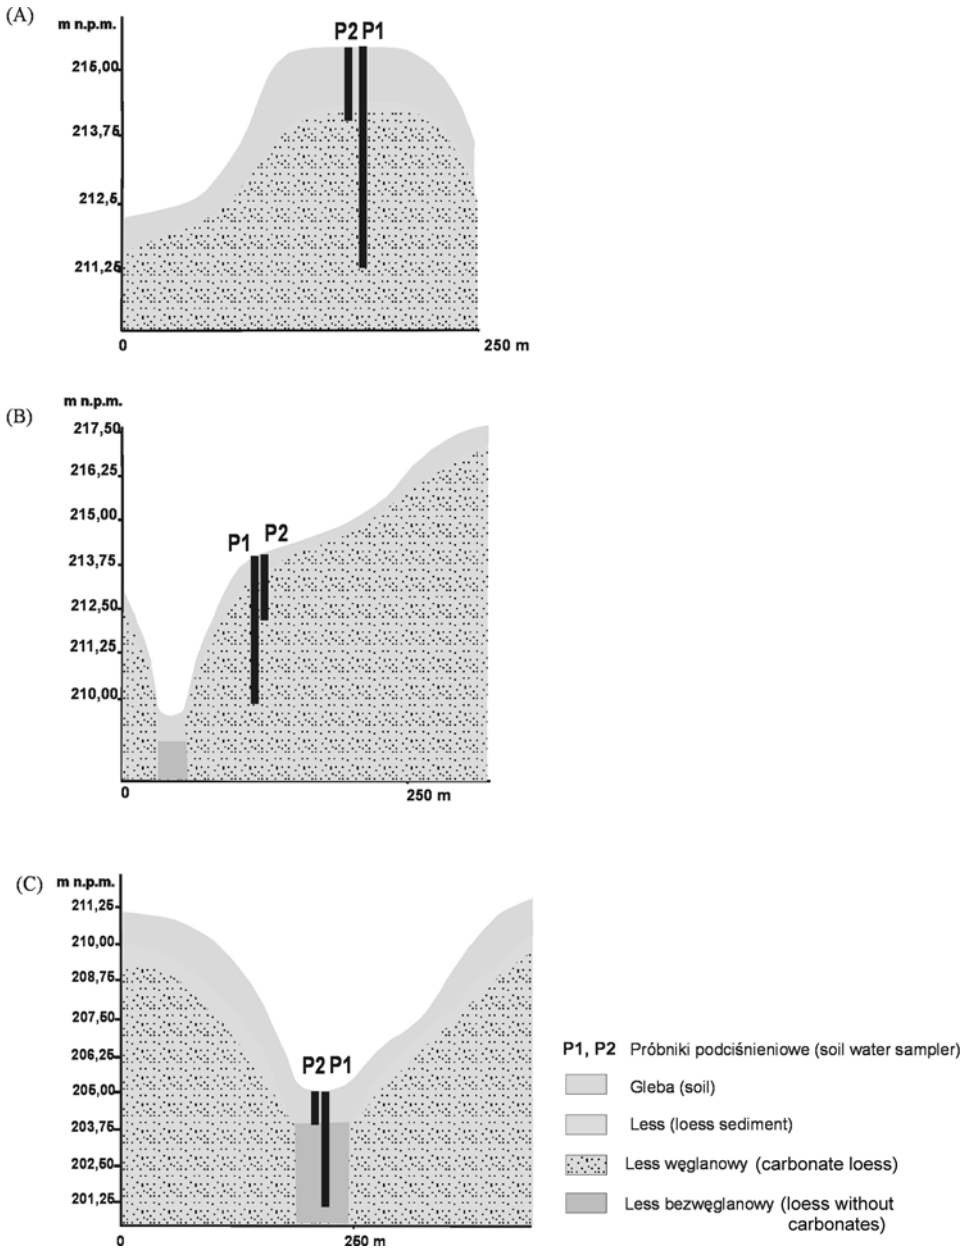 (A)
m n.p.m.
P2 P1
215,00
213,75
212,5
211,25
0
250 m
(B)
m n.p.m.
217,50
216,25
215,00
P1
P2
213,75
212,50
211,25
210,00
0
250 m
(C)
m n.p.m.
211,25
210,00
208,75
207,50
206,25
P2 P1
205,00
203,75
202,50
201,25
0
250 m
P1, P2 Próbniki podciśnieniowe (soil water sampler)
Gleba (soil)
Less (loess sediment)
Less węglanowy (carbonate loess)
Less bezwęglanowy (loess without
carbonates)